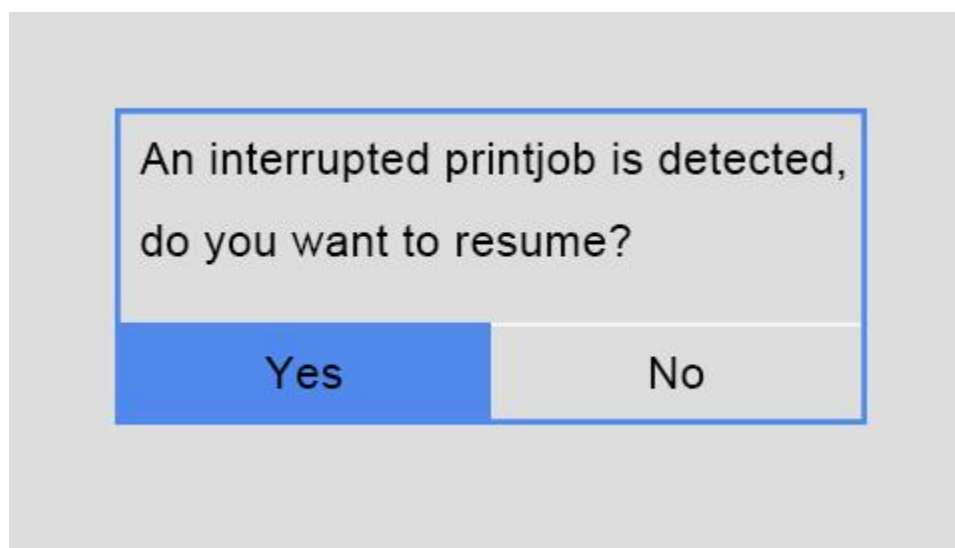 An interrupted printjob is detected,
do you want to resume?
Yes
No